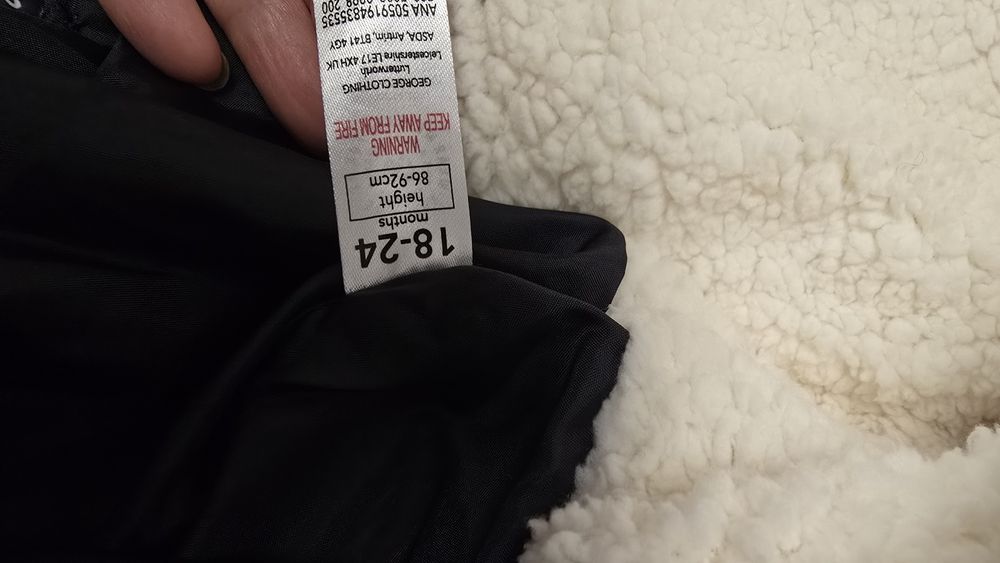 18-24
months
height
86-92cm
WARNING
KEEP AWAY FROM FIRE
GEORGE CLOTHING
Lutterworth
Leicestershire LE17 4XH UK
ASDA, Antrim, BT41 4GY
ANA 5059194835535